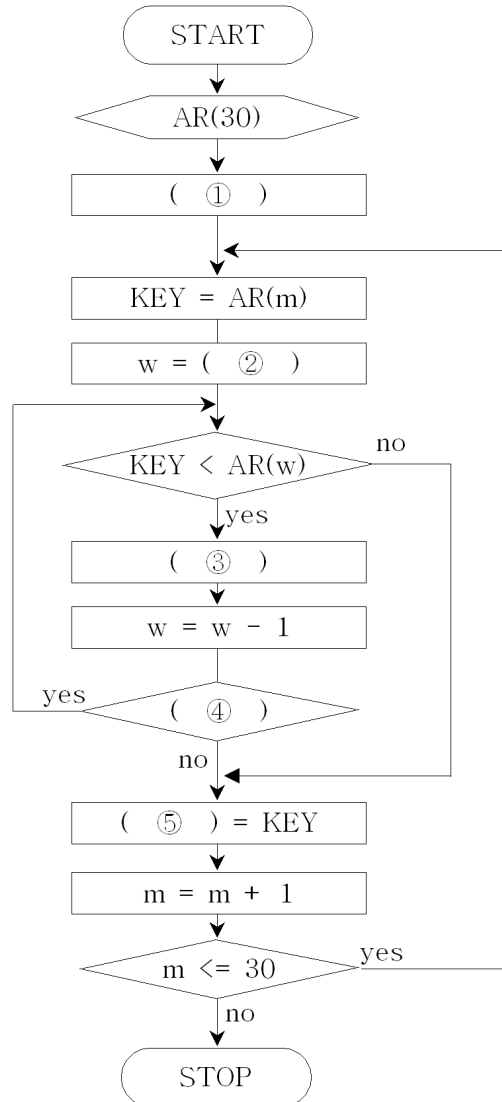 START
AR(30)
( ① )
KEY = AR(m)
w = ( ② )
KEY < AR(w)
no
yes
( ③ )
w = w - 1
yes
( ④ )
no
( ⑤ ) = KEY
m = m + 1
m <= 30
yes
no
STOP